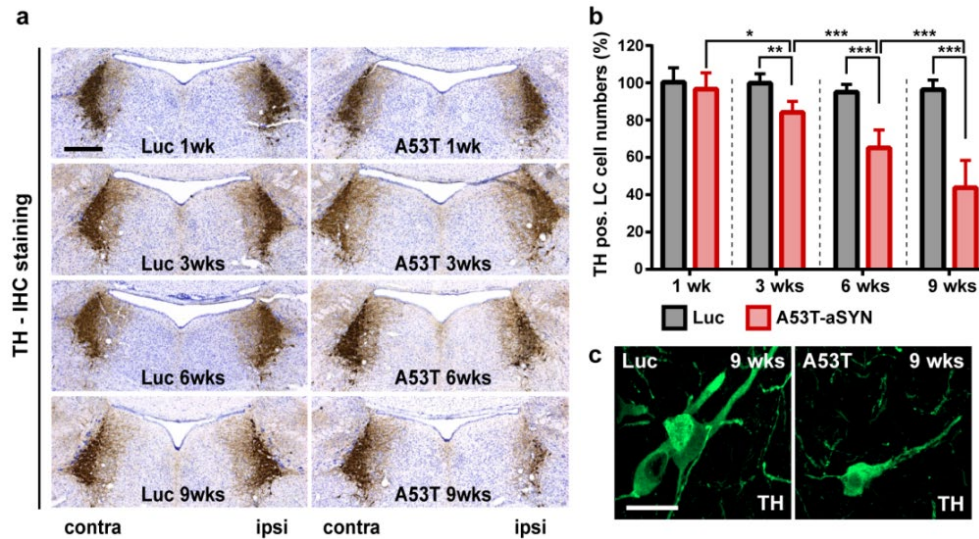 a
TH - IHC staining
Luc 1wk
A53T 1wk
Luc 3wks
A53T 3wks
Luc 6wks
A53T 6wks
Luc 9wks
A53T 9wks
contra
ipsi
contra
ipsi
b
TH pos. LC cell numbers (%)
120
100
80
60
40
20
0
* *** ***
** *** ***
1 wk 3 wks 6 wks 9 wks
Luc A53T-aSYN
c
Luc 9 wks
TH
A53T 9 wks
TH